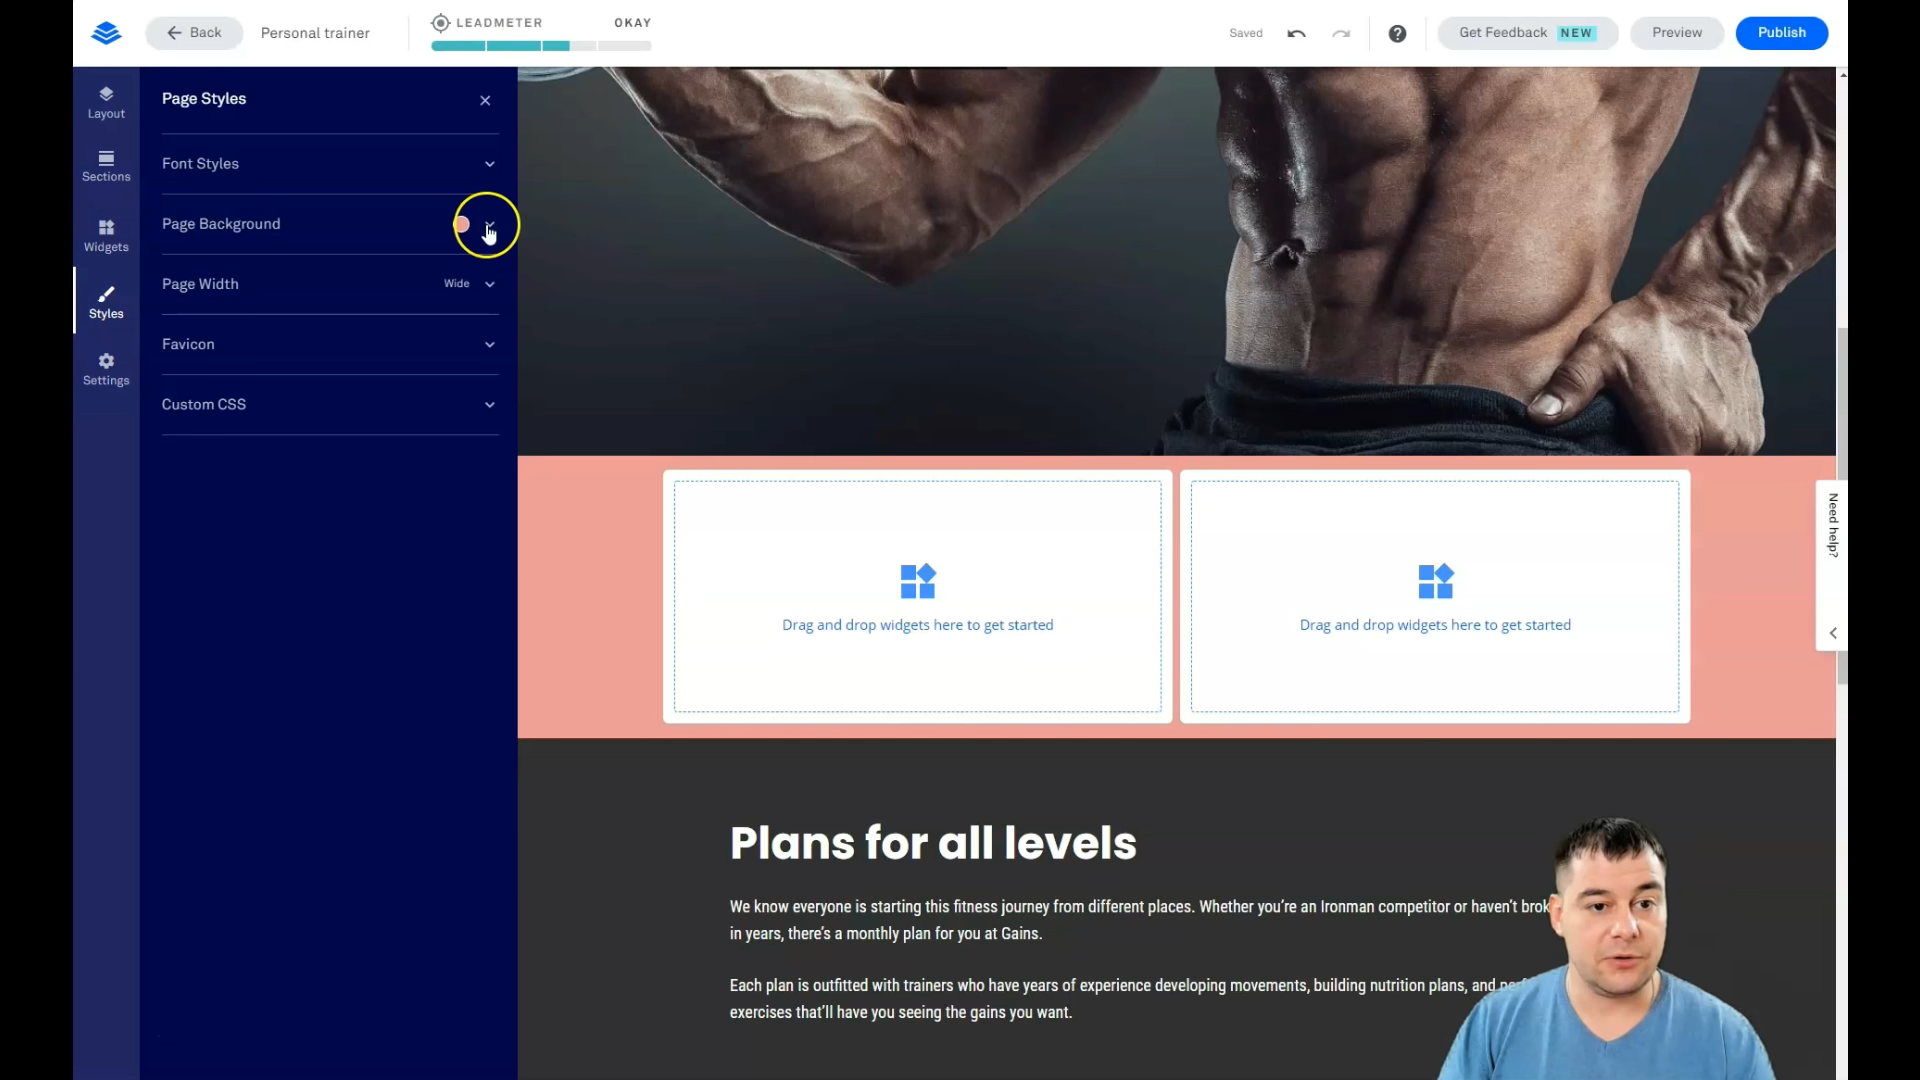 Back
Personal trainer
LEADMETER
OKAY
Saved
Get Feedback NEW
Preview
Publish
Layout
Sections
Widgets
Styles
Settings
Page Styles
Font Styles
Page Background
Page Width
Wide
Favicon
Custom CSS
Drag and drop widgets here to get started
Drag and drop widgets here to get started
Need help?
Plans for all levels
We know everyone is starting this fitness journey from different places. Whether you're an Ironman competitor or haven't
in years, there's a monthly plan for you at Gains.
Each plan is outfitted with trainers who have years of experience developing movements, building nutrition plans, and
exercises that'll have you seeing the gains you want.